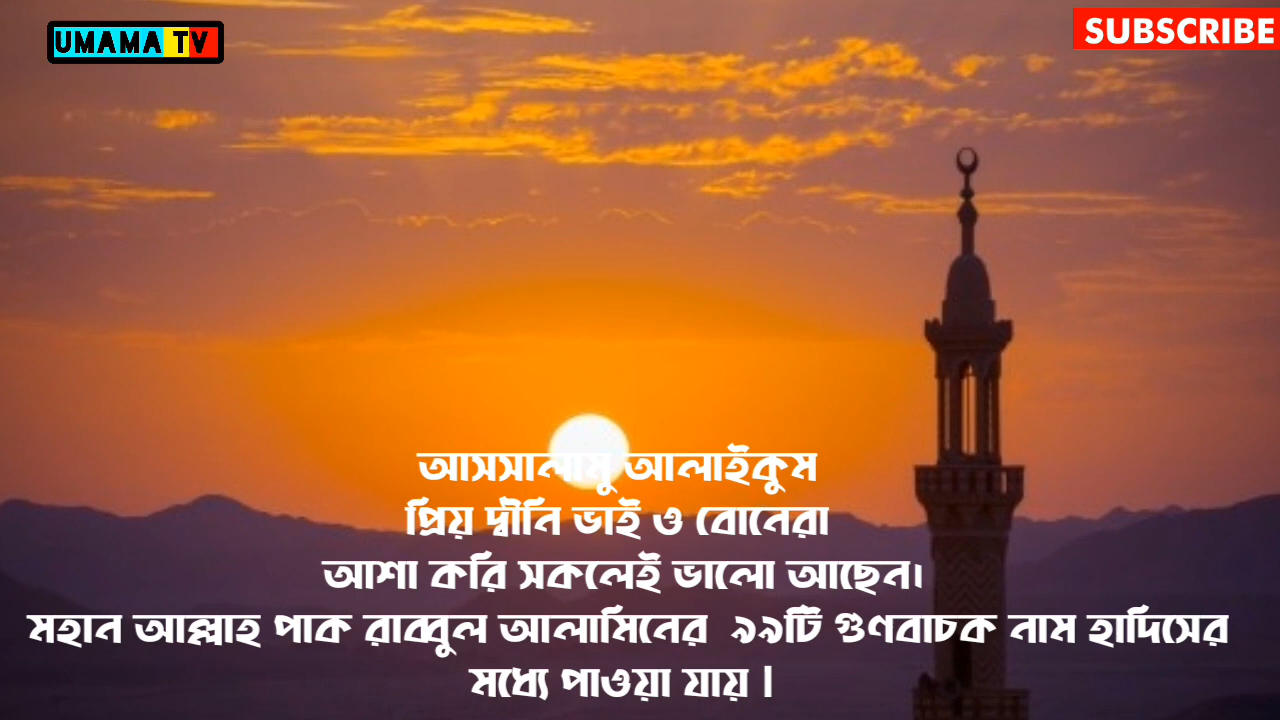 UMAMA TV
SUBSCRIBE
আসসালামু আলাইকুম
প্রিয় দ্বীনি ভাই ও বোনেরা
আশা করি সকলেই ভালো আছেন।
মহান আল্লাহ পাক রাব্বুল আলামিনের ৯৯টি গুণবাচক নাম হাদিসের
মধ্যে পাওয়া যায় |